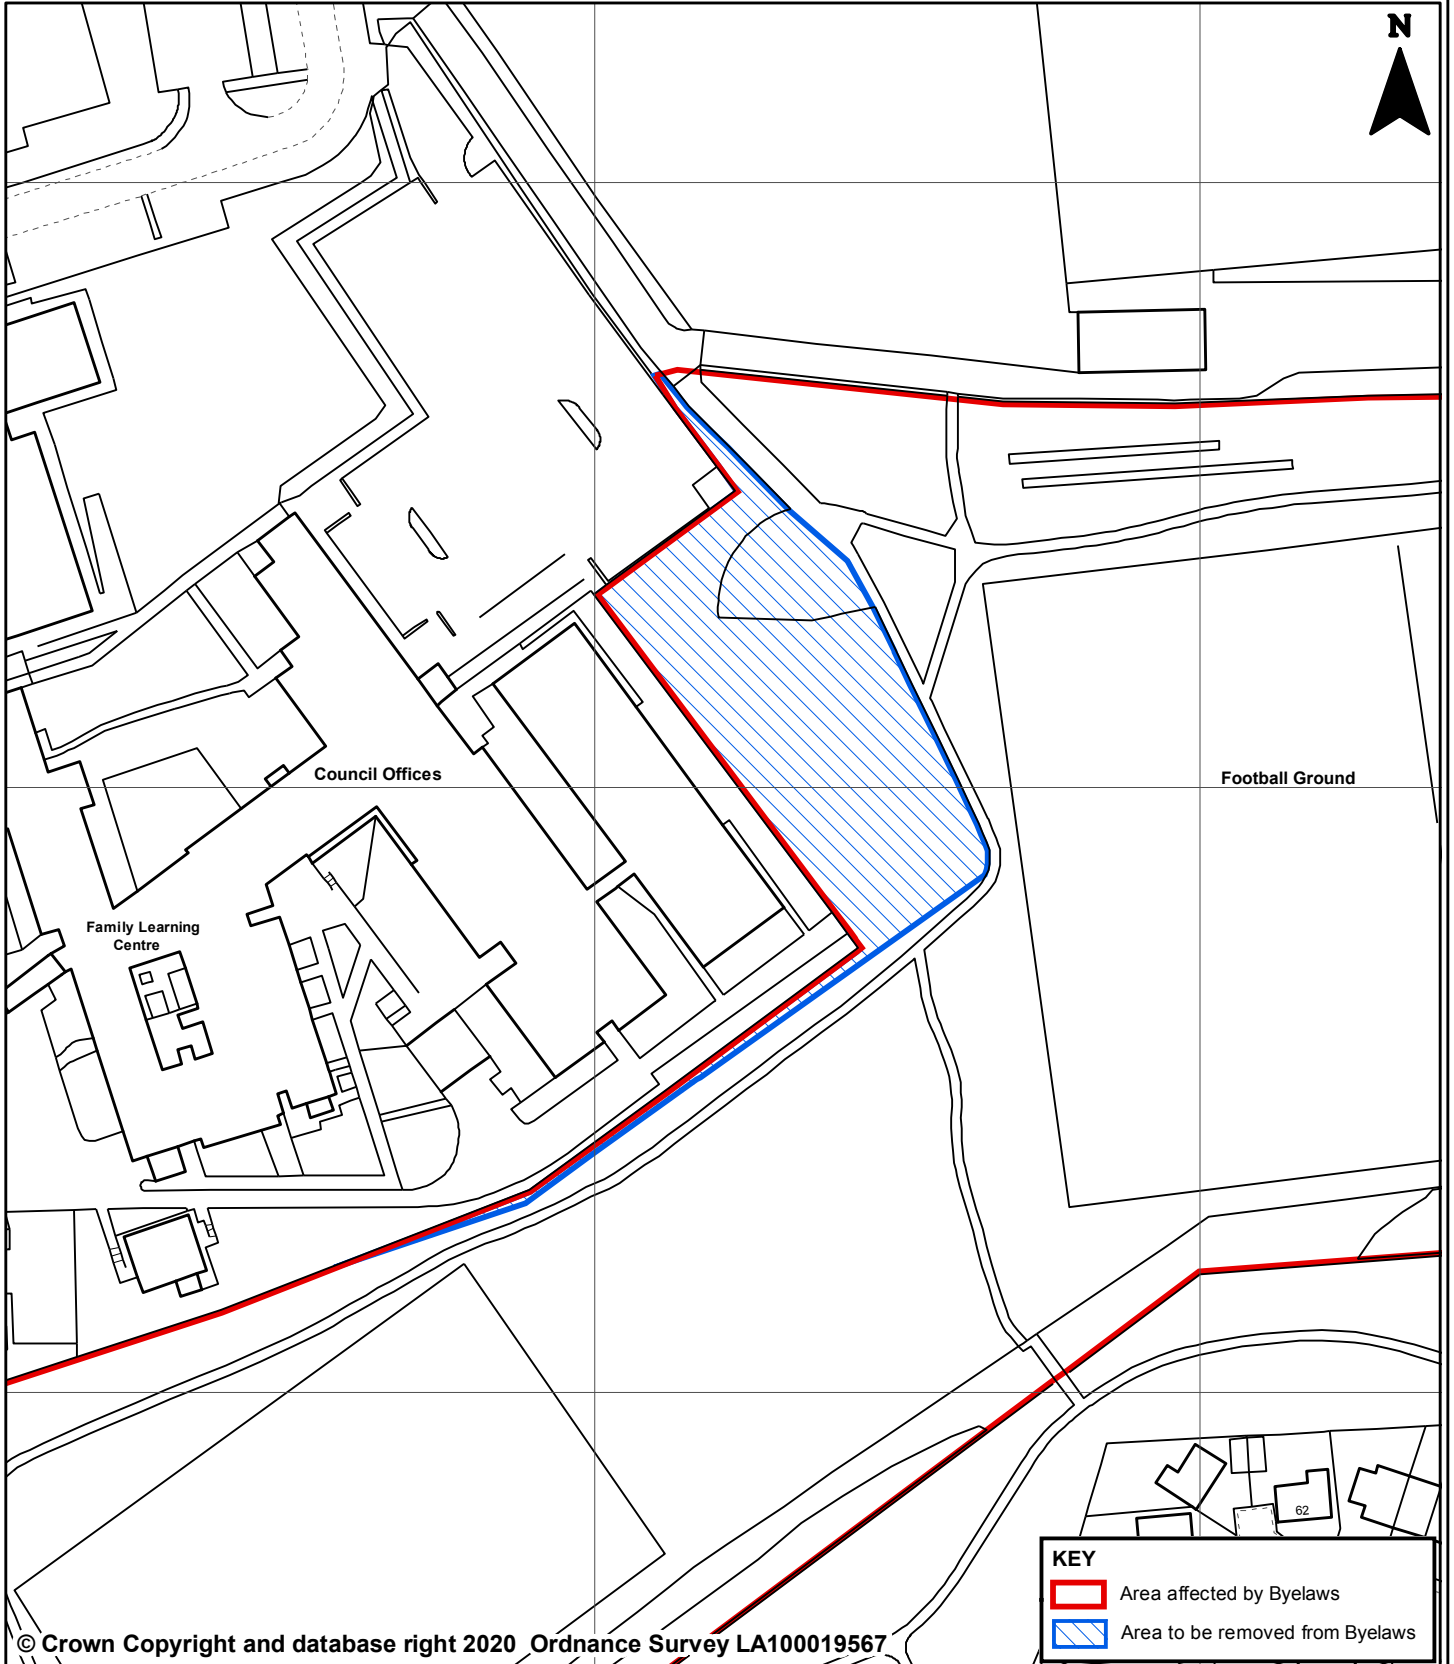 N
Council Offices
Football Ground
Family Learning
Centre
62
KEY
Area affected by Byelaws
Area to be removed from Byelaws
© Crown Copyright and database right 2020 Ordnance Survey LA100019567